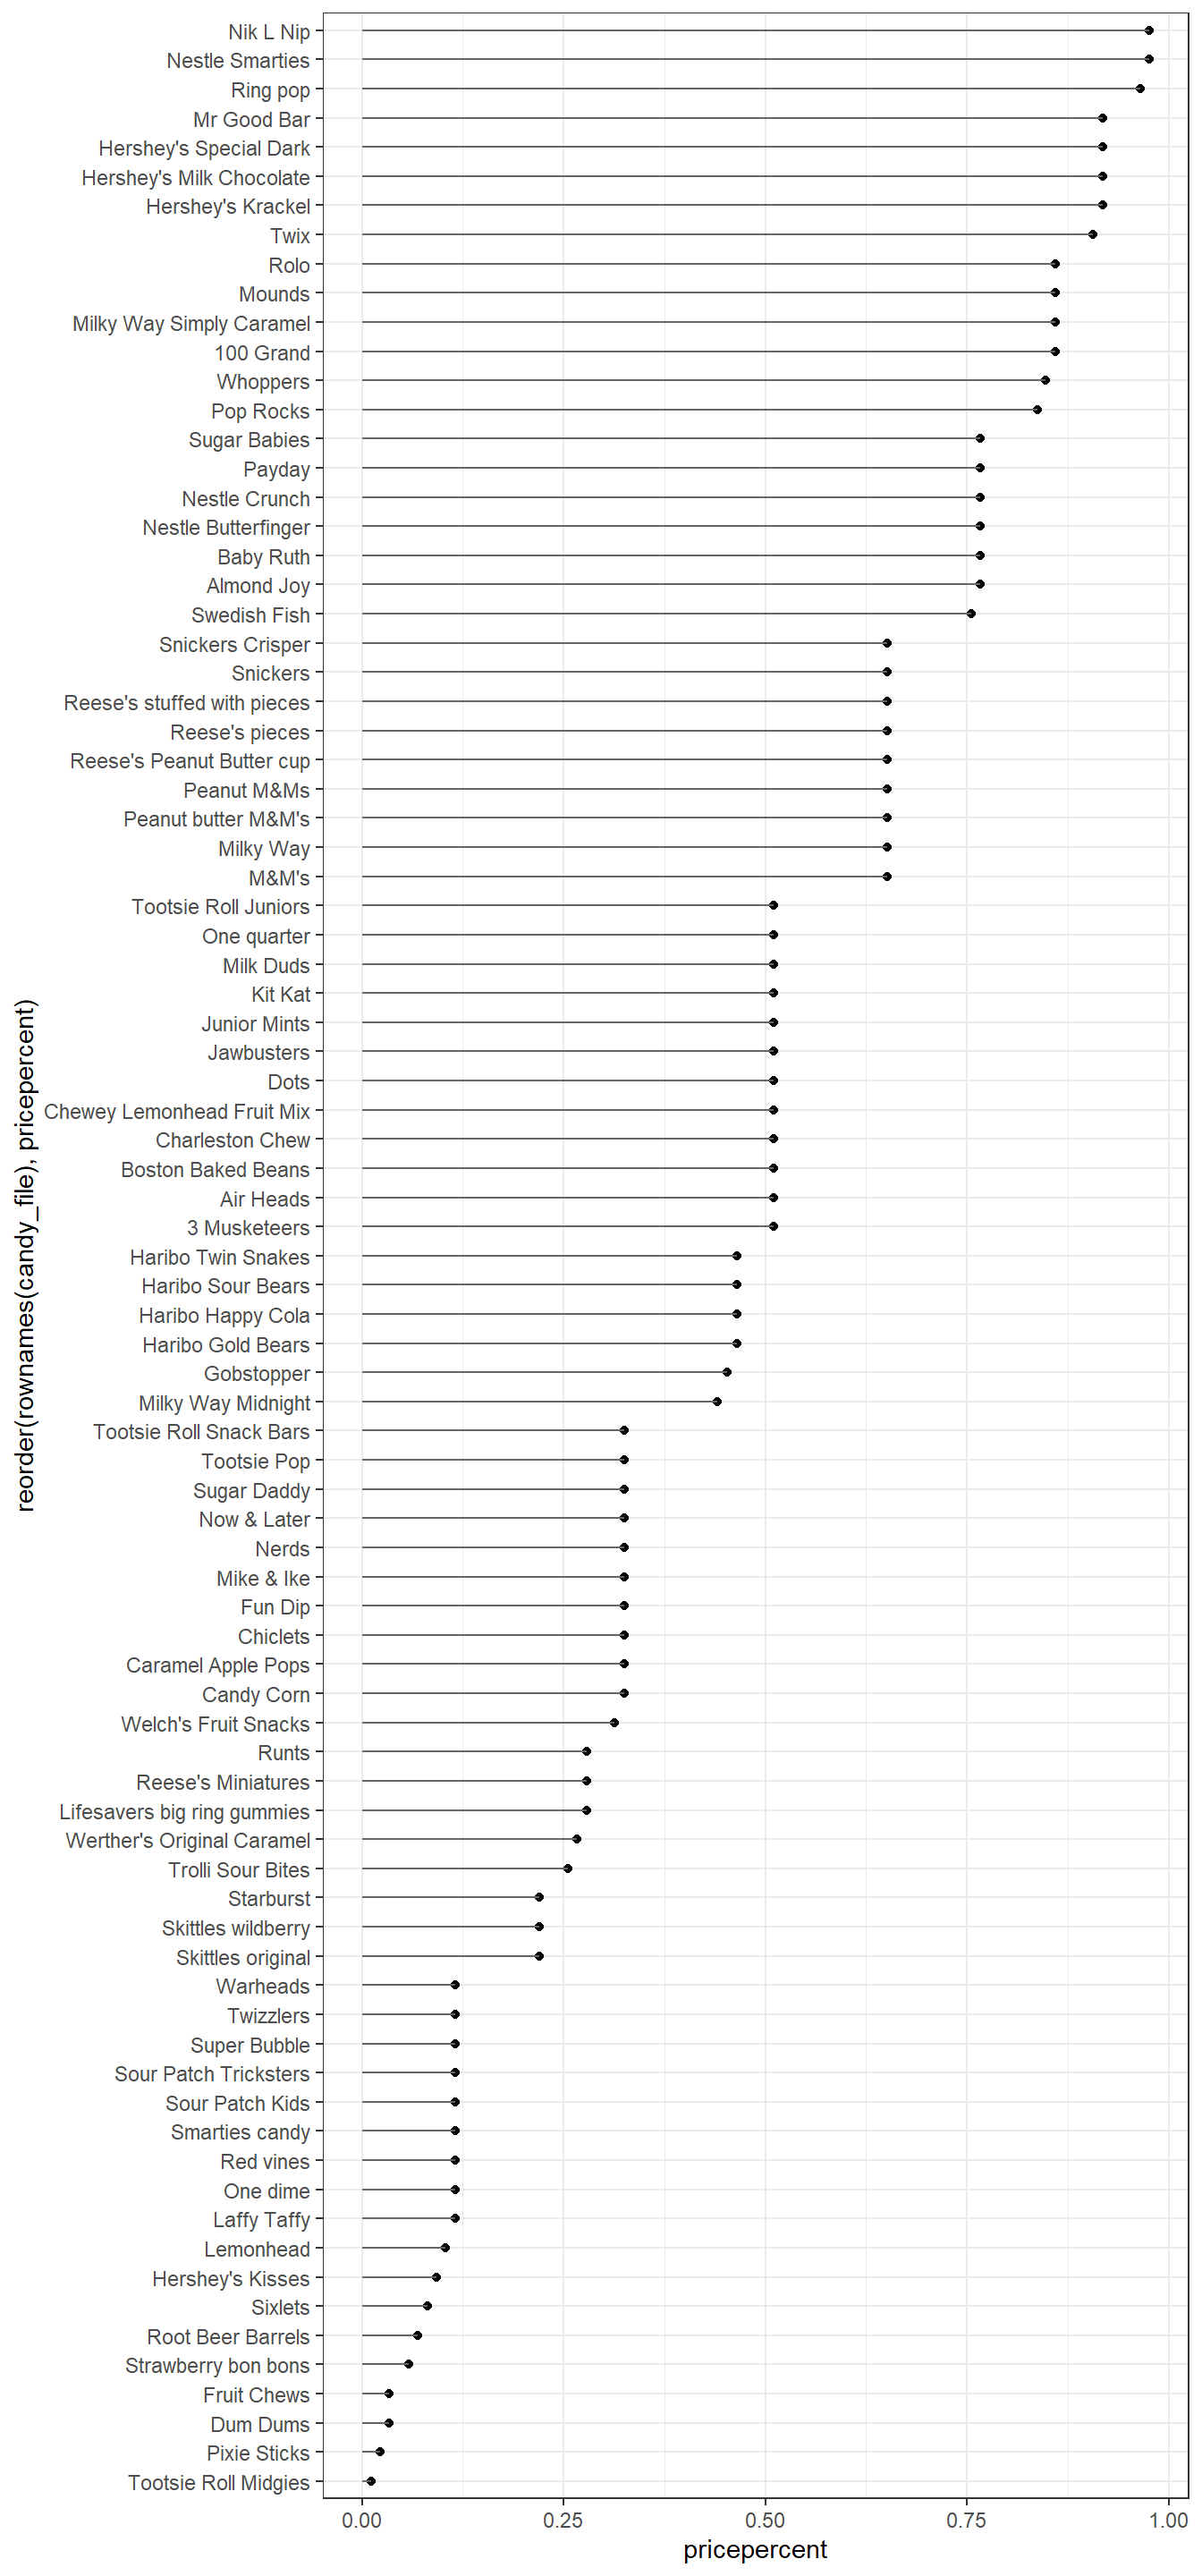 Nik L Nip
Nestle Smarties
Ring pop
Mr Good Bar
Hershey's Special Dark
Hershey's Milk Chocolate
Hershey's Krackel
Twix
Rolo
Mounds
Milky Way Simply Caramel
100 Grand
Whoppers
Pop Rocks
Sugar Babies
Payday
Nestle Crunch
Nestle Butterfinger
Baby Ruth
Almond Joy
Swedish Fish
Snickers Crisper
Snickers
Reese's stuffed with pieces
Reese's pieces
Reese's Peanut Butter cup
Peanut M&Ms
Peanut butter M&M's
Milky Way
M&M's
Tootsie Roll Juniors
One quarter
Milk Duds
Kit Kat
Junior Mints
Jawbusters
Dots
Chewey Lemonhead Fruit Mix
Charleston Chew
Boston Baked Beans
Air Heads
3 Musketeers
Haribo Twin Snakes
Haribo Sour Bears
Haribo Happy Cola
Haribo Gold Bears
Gobstopper
Milky Way Midnight
Tootsie Roll Snack Bars
Tootsie Pop
Sugar Daddy
Now & Later
Nerds
Mike & Ike
Fun Dip
Chiclets
Caramel Apple Pops
Candy Corn
Welch's Fruit Snacks
Runts
Reese's Miniatures
Lifesavers big ring gummies
Werther's Original Caramel
Trolli Sour Bites
Starburst
Skittles wildberry
Skittles original
Warheads
Twizzlers
Super Bubble
Sour Patch Tricksters
Sour Patch Kids
Smarties candy
Red vines
One dime
Laffy Taffy
Lemonhead
Hershey's Kisses
Sixlets
Root Beer Barrels
Strawberry bon bons
Fruit Chews
Dum Dums
Pixie Sticks
Tootsie Roll Midgies
reorder(rownames(candy_file), pricepercent)
0.00 0.25 0.50 0.75 1.00
pricepercent